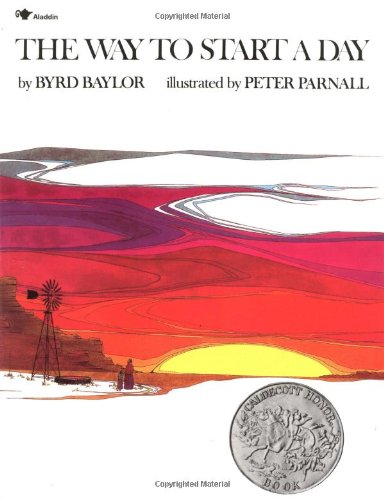 Copyrighted Material
Aladdin
THE WAY TO START A DAY
by BYRD BAYLOR illustrated by PETER PARNALL
CALDECOTT HONOR
BOOK
Copyrighted Material